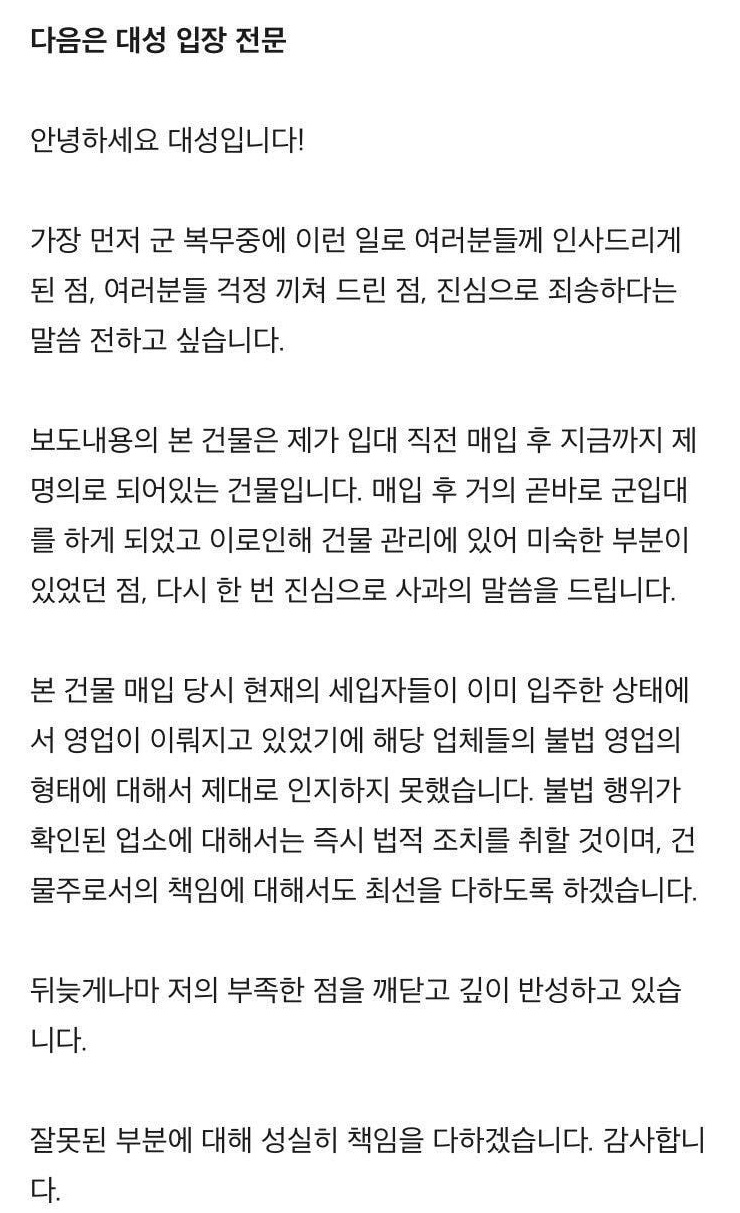 다음은 대성 입장 전문
안녕하세요 대성입니다!
가장 먼저 군 복무중에 이런 일로 여러분들께 인사드리게
된 점, 여러분들 걱정 끼쳐 드린 점, 진심으로 죄송하다는
말씀 전하고 싶습니다.
보도내용의 본 건물은 제가 입대 직전 매입 후 지금까지 제
명의로 되어있는 건물입니다. 매입 후 거의 곧바로 군입대
를 하게 되었고 이로인해 건물 관리에 있어 미숙한 부분이
있었던 점, 다시 한 번 진심으로 사과의 말씀을 드립니다.
본 건물 매입 당시 현재의 세입자들이 이미 입주한 상태에
서 영업이 이뤄지고 있었기에 해당 업체들의 불법 영업의
형태에 대해서 제대로 인지하지 못했습니다. 불법 행위가
확인된 업소에 대해서는 즉시 법적 조치를 취할 것이며, 건
물주로서의 책임에 대해서도 최선을 다하도록 하겠습니다.
뒤늦게나마 저의 부족한 점을 깨닫고 깊이 반성하고 있습
니다.
잘못된 부분에 대해 성실히 책임을 다하겠습니다. 감사합니
다.